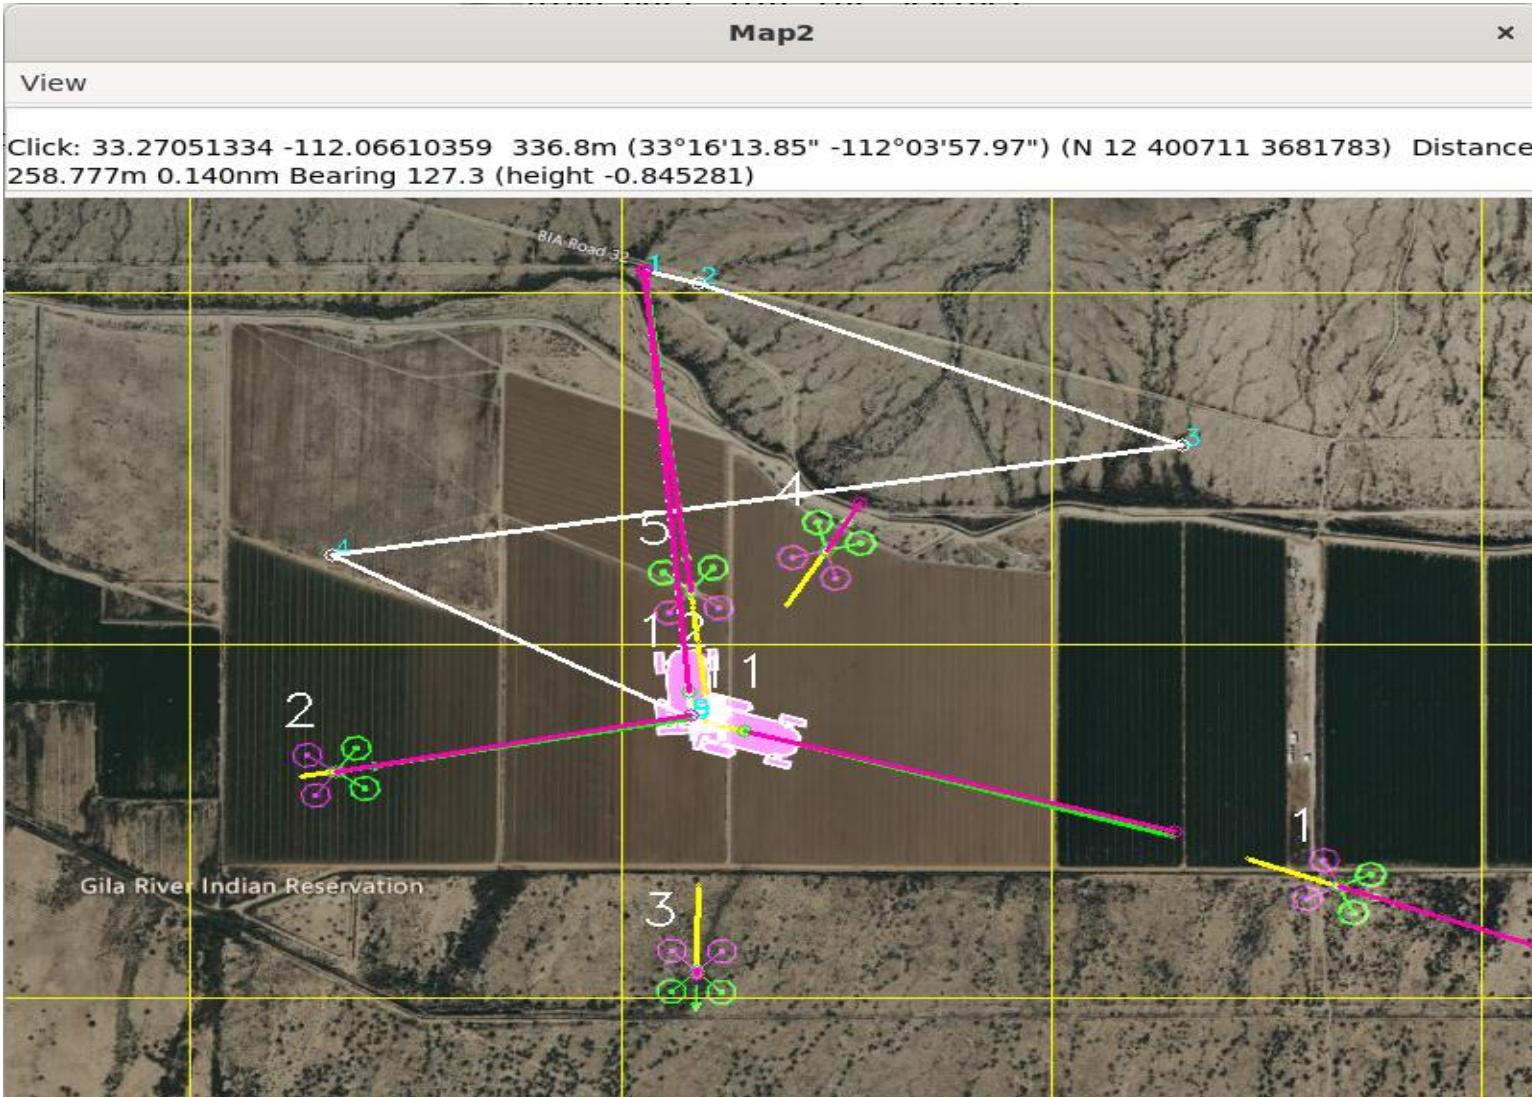 Map2
×
View
Click: 33.27051334 -112.06610359 336.8m (33°16'13.85" -112°03'57.97") (N 12 400711 3681783) Distance
258.777m 0.140nm Bearing 127.3 (height -0.845281)
BIA Road 32
1
2
3
4
4
5
1 2
1 1
2
1
Gila River Indian Reservation
3